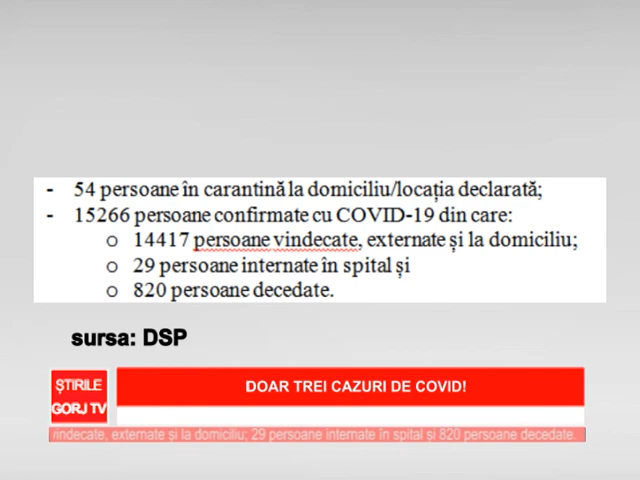 - 54 persoane în carantină la domiciliu/locația declarată;
- 15266 persoane confirmate cu COVID-19 din care:
o 14417 persoane vindecate, externate și la domiciliu;
o 29 persoane internate în spital și
o 820 persoane decedate.
sursa: DSP
ȘTIRILE
GORJ TV
DOAR TREI CAZURI DE COVID!
vindecate, externate și la domiciliu; 29 persoane internate în spital și 820 persoane decedate.